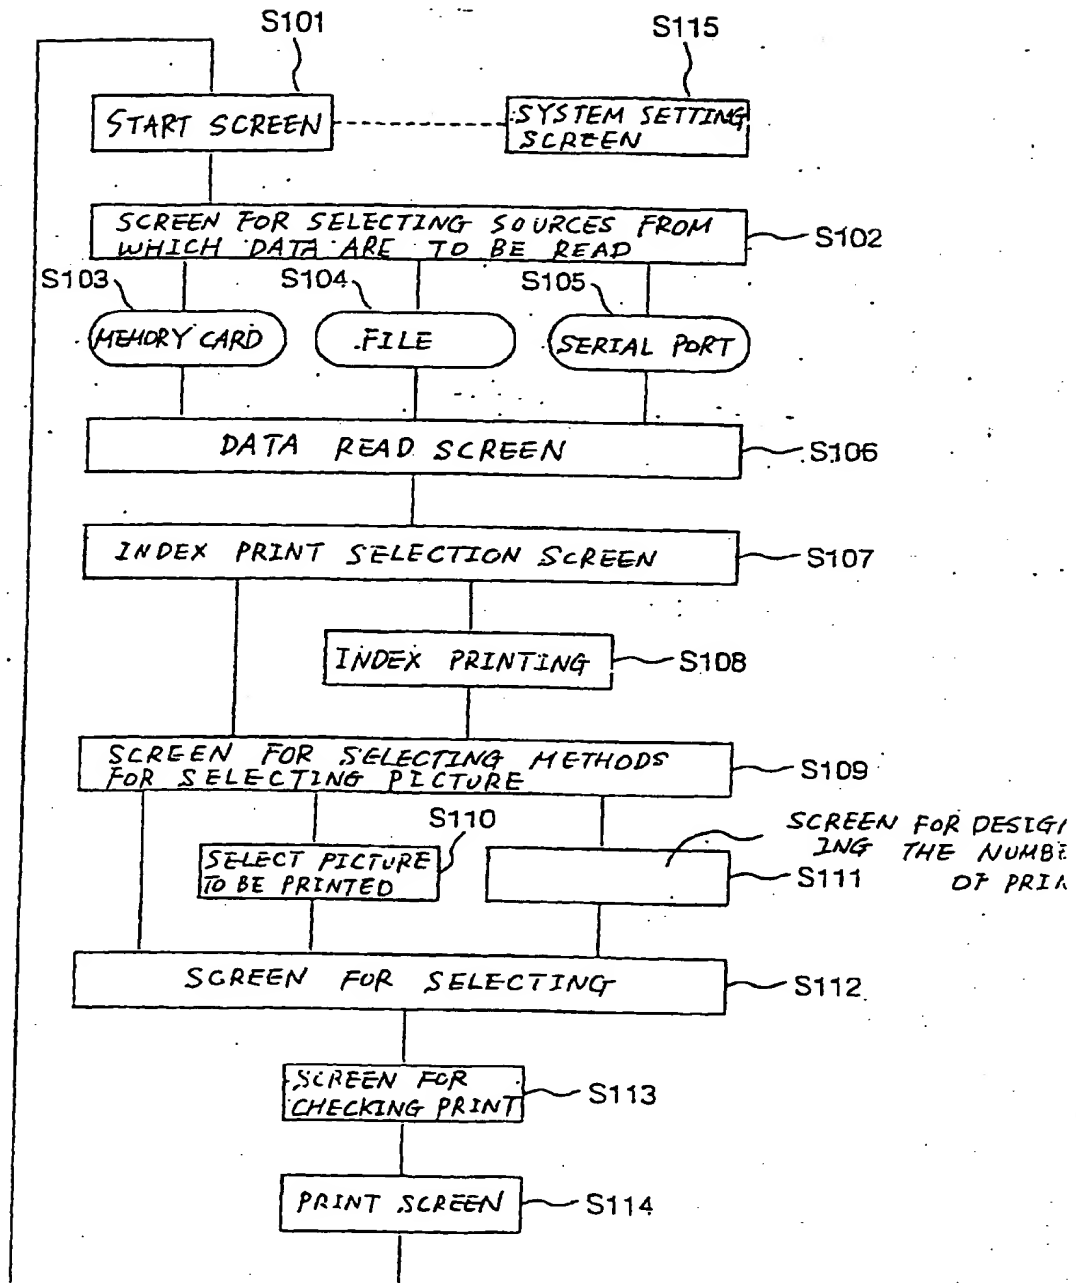 S101
S115
START SCREEN
SYSTEM SETTING
SCREEN
SCREEN FOR SELECTING SOURCES FROM
WHICH DATA ARE TO BE READ
S102
S103
S104
S105
MEMORY CARD
FILE
SERIAL PORT
DATA READ SCREEN
S106
INDEX PRINT SELECTION SCREEN
S107
INDEX PRINTING
S108
SCREEN FOR SELECTING METHODS
FOR SELECTING PICTURE
S109
S110
SCREEN FOR
ING THE
OF
SELECT PICTURE
TO BE PRINTED
S111
SCREEN FOR SELECTING
S112
SCREEN FOR
CHECKING PRINT
S113
PRINT SCREEN
S114